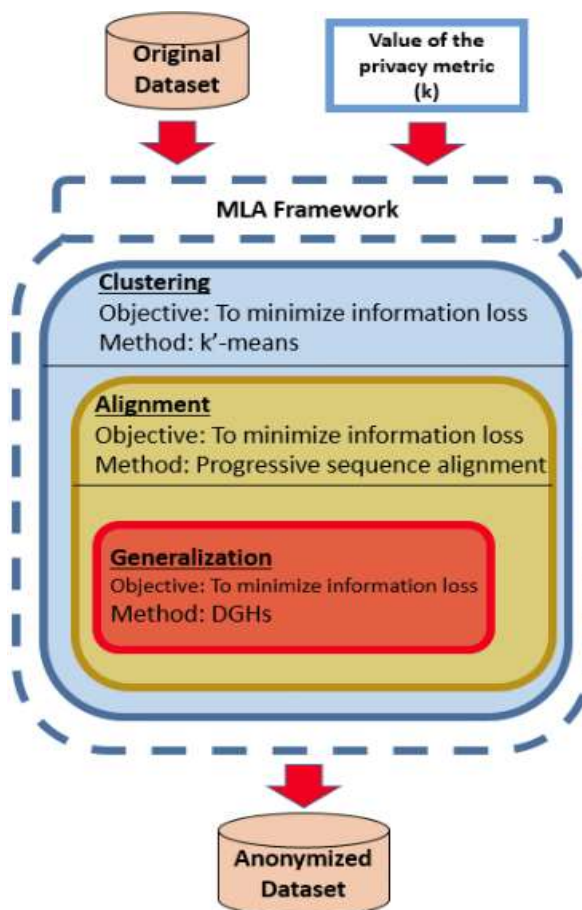 Original
Dataset
Value of the
privacy metric
(k)
MLA Framework
Clustering
Objective: To minimize information loss
Method: k’-means
Alignment
Objective: To minimize information loss
Method: Progressive sequence alignment
Generalization
Objective: To minimize information loss
Method: DGHs
Anonymized
Dataset